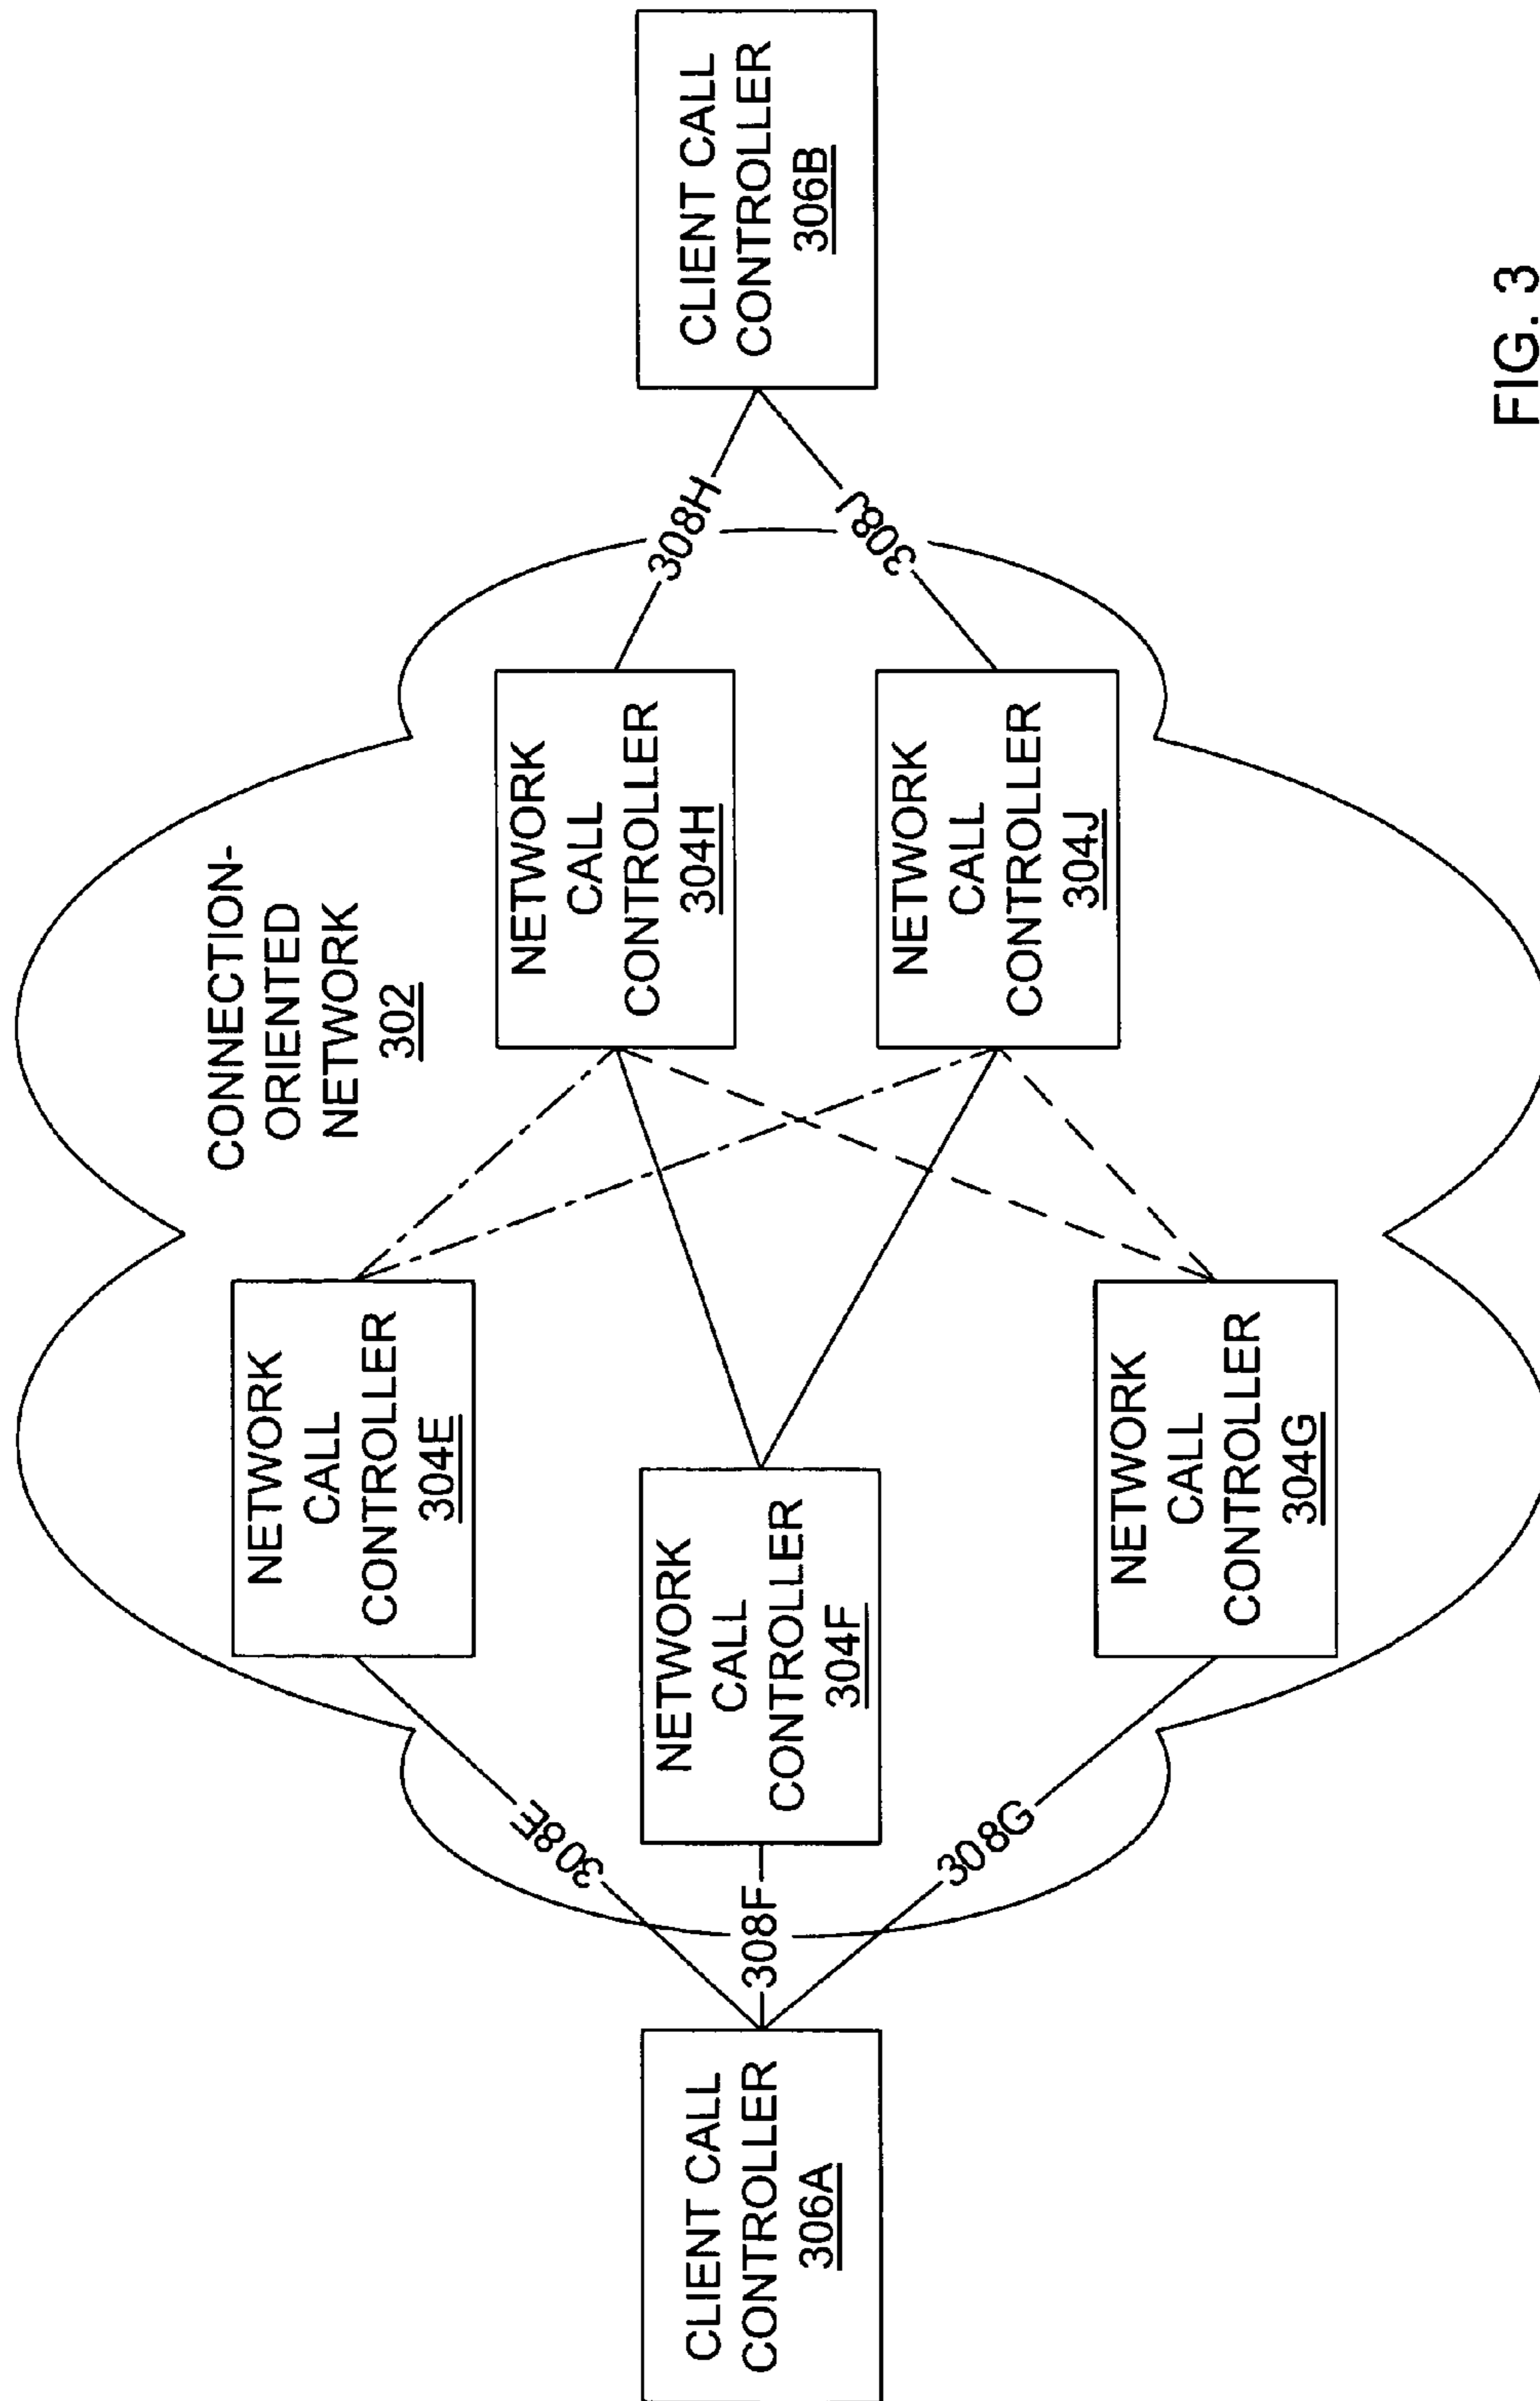 CONNECTION-
ORIENTED
NETWORK
302
NETWORK
CALL
CONTROLLER
304E
NETWORK
CALL
CONTROLLER
304H
CLIENT CALL
CONTROLLER
306A
308E
308F
308G
NETWORK
CALL
CONTROLLER
304F
308H
308J
CLIENT CALL
CONTROLLER
306B
NETWORK
CALL
CONTROLLER
304G
NETWORK
CALL
CONTROLLER
304J
FIG. 3